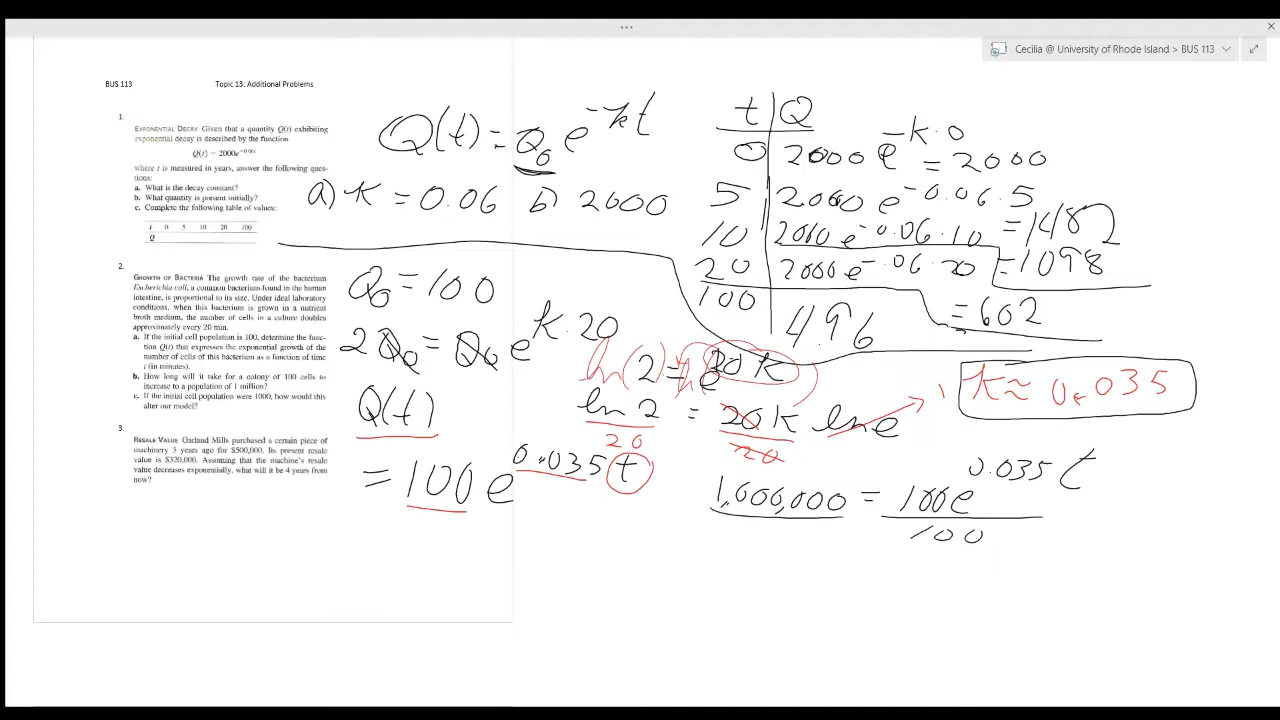 Cecilia @ University of Rhode Island > BUS 113
BUS 113
Topic 13: Additional Problems
1.
EXPONENTIAL DECAY Given that a quantity Q(t) exhibiting
exponential decay is described by the function
Q(t) = 2000e^-0.06t
where t is measured in years, answer the following ques-
tions:
a. What is the decay constant?
b. What quantity is present initially?
c. Complete the following table of values:
t 0 5 10 20 100
Q
2.
GROWTH OF BACTERIA The growth rate of the bacterium
Escherichia coli, a common bacterium found in the human
intestine, is proportional to its size. Under ideal laboratory
conditions, when this bacterium is grown in a nutrient
broth medium, the number of cells in a culture doubles
approximately every 20 min.
a. If the initial cell population is 100, determine the func-
tion Q(t) that expresses the exponential growth of the
number of cells of this bacterium as a function of time
t (in minutes).
b. How long will it take for a colony of 100 cells to
increase to a population of 1 million?
c. If the initial cell population were 1000, how would this
alter our model?
3.
RESALE VALUE Garland Mills purchased a certain piece of
machinery 3 years ago for $500,000. Its present resale
value is $320,000. Assuming that the machine's resale
value decreases exponentially, what will it be 4 years from
now?
Q(t) = Q₀ e^-kt
a) k = 0.06 b) 2000
t Q
0 2000 e^-k·0 = 2000
5 2000 e^-0.06·5 = 1482
10 2000 e^-0.06·10 = 1098
20 2000 e^-.06·20 = 602
100 4.96
Q₀ = 100
2Q₀ = Q₀ e^k·20
ln(2) = ln e^20k
ln 2 = 20k ln e 1
20 20
k ≈ 0.035
Q(t)
= 100 e^0.035t
1,000,000 = 100e^0.035t
100